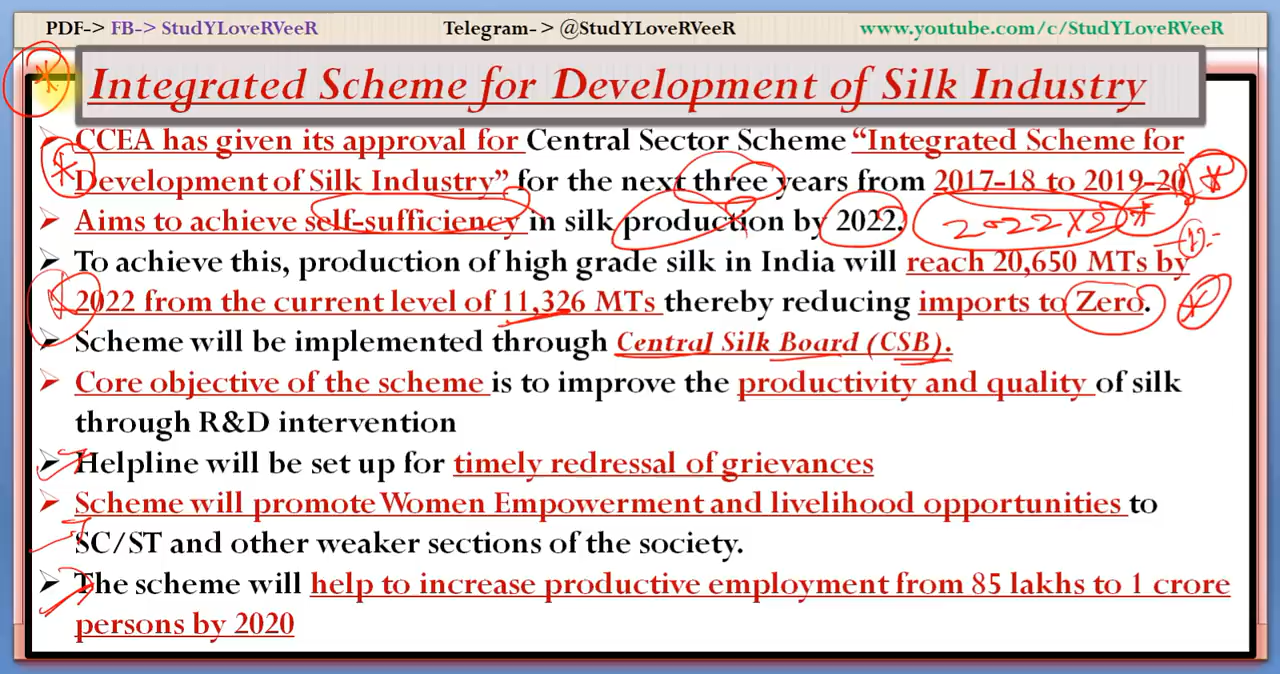 PDF-> FB-> StudYLoveRVeeR Telegram- > @StudYLoveRVeeR www.youtube.com/c/StudYLoveRVeeR
Integrated Scheme for Development of Silk Industry
CCEA has given its approval for Central Sector Scheme “Integrated Scheme for
Development of Silk Industry” for the next three years from 2017-18 to 2019-20
Aims to achieve self-sufficiency in silk production by 2022.
To achieve this, production of high grade silk in India will reach 20,650 MTs by
2022 from the current level of 11,326 MTs thereby reducing imports to Zero.
Scheme will be implemented through Central Silk Board (CSB).
Core objective of the scheme is to improve the productivity and quality of silk
through R&D intervention
Helpline will be set up for timely redressal of grievances
Scheme will promote Women Empowerment and livelihood opportunities to
SC/ST and other weaker sections of the society.
The scheme will help to increase productive employment from 85 lakhs to 1 crore
persons by 2020